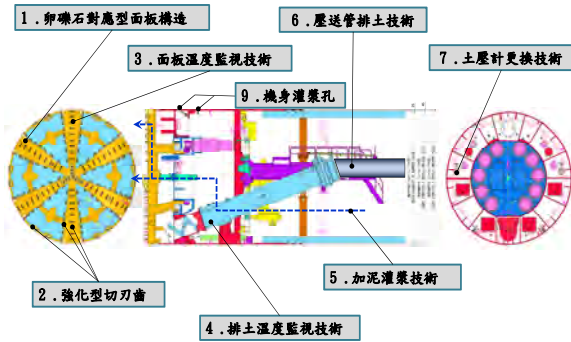 1．卵礫石對應型面板構造
6．壓送管排土技術
3．面板溫度監視技術
7．土壓計更換技術
9．機身灌漿孔
5．加泥灌漿技術
2．強化型切刃齒
4．排土溫度監視技術